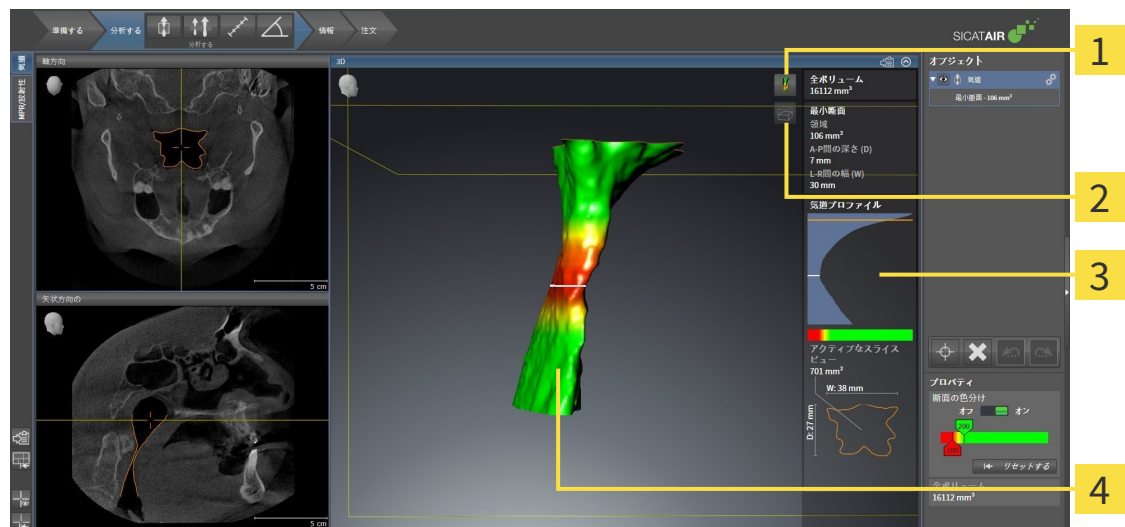 準備する
分析する
分析する
情報
注文
SICATAIR
1
気道
MPR/放射性
軸方向
5 cm
矢状方向の
5 cm
3D
全ボリューム
16112 mm³
最小断面
領域
106 mm²
A-P間の深さ (D)
7 mm
L-R間の幅 (W)
30 mm
気道プロファイル
アクティブなスライス
ビュー
701 mm²
W: 38 mm
D: 27 mm
オブジェクト
気道
最小断面 - 106 mm²
2
3
プロパティ
断面の色分け
オフ
オン
200
100
リセットする
全ボリューム
16112 mm³
4